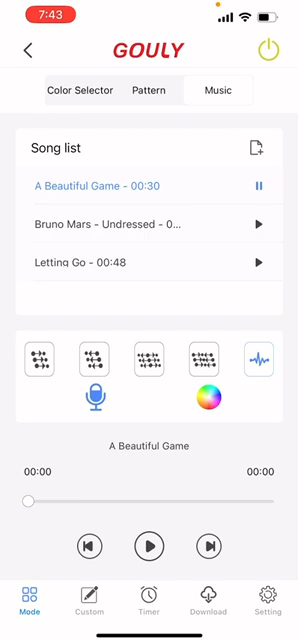 7:43
GOULY
Color Selector Pattern Music
Song list
A Beautiful Game - 00:30
Bruno Mars - Undressed - 0...
Letting Go - 00:48
A Beautiful Game
00:00 00:00
Mode Custom Timer Download Setting